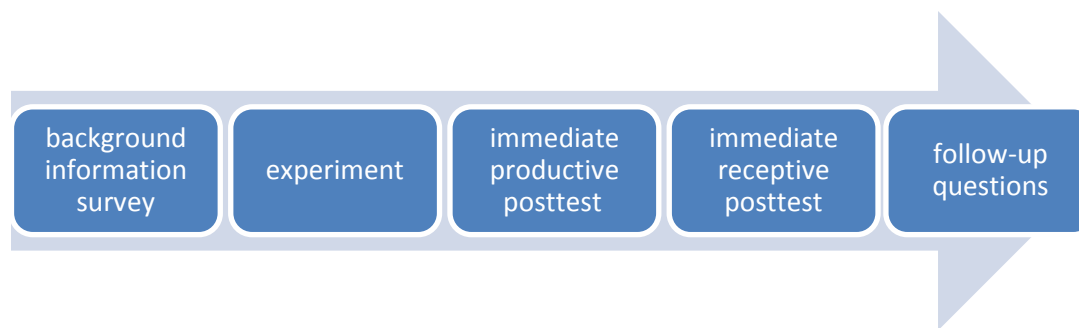 background
information
survey
experiment
immediate
productive
posttest
immediate
receptive
posttest
follow-up
questions